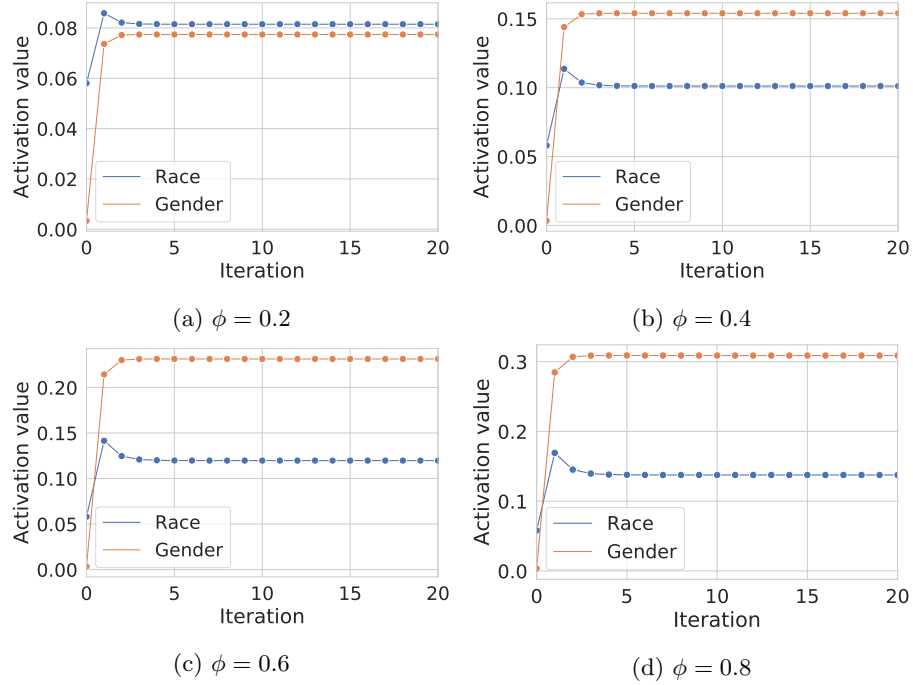 0.08
0.06
0.04
0.02
0.00
Activation value
Race
Gender
0 5 10 15 20
Iteration
(a) ϕ = 0.2
0.15
0.10
0.05
0.00
Activation value
Race
Gender
0 5 10 15 20
Iteration
(b) ϕ = 0.4
0.20
0.15
0.10
0.05
0.00
Activation value
Race
Gender
0 5 10 15 20
Iteration
(c) ϕ = 0.6
0.3
0.2
0.1
0.0
Activation value
Race
Gender
0 5 10 15 20
Iteration
(d) ϕ = 0.8